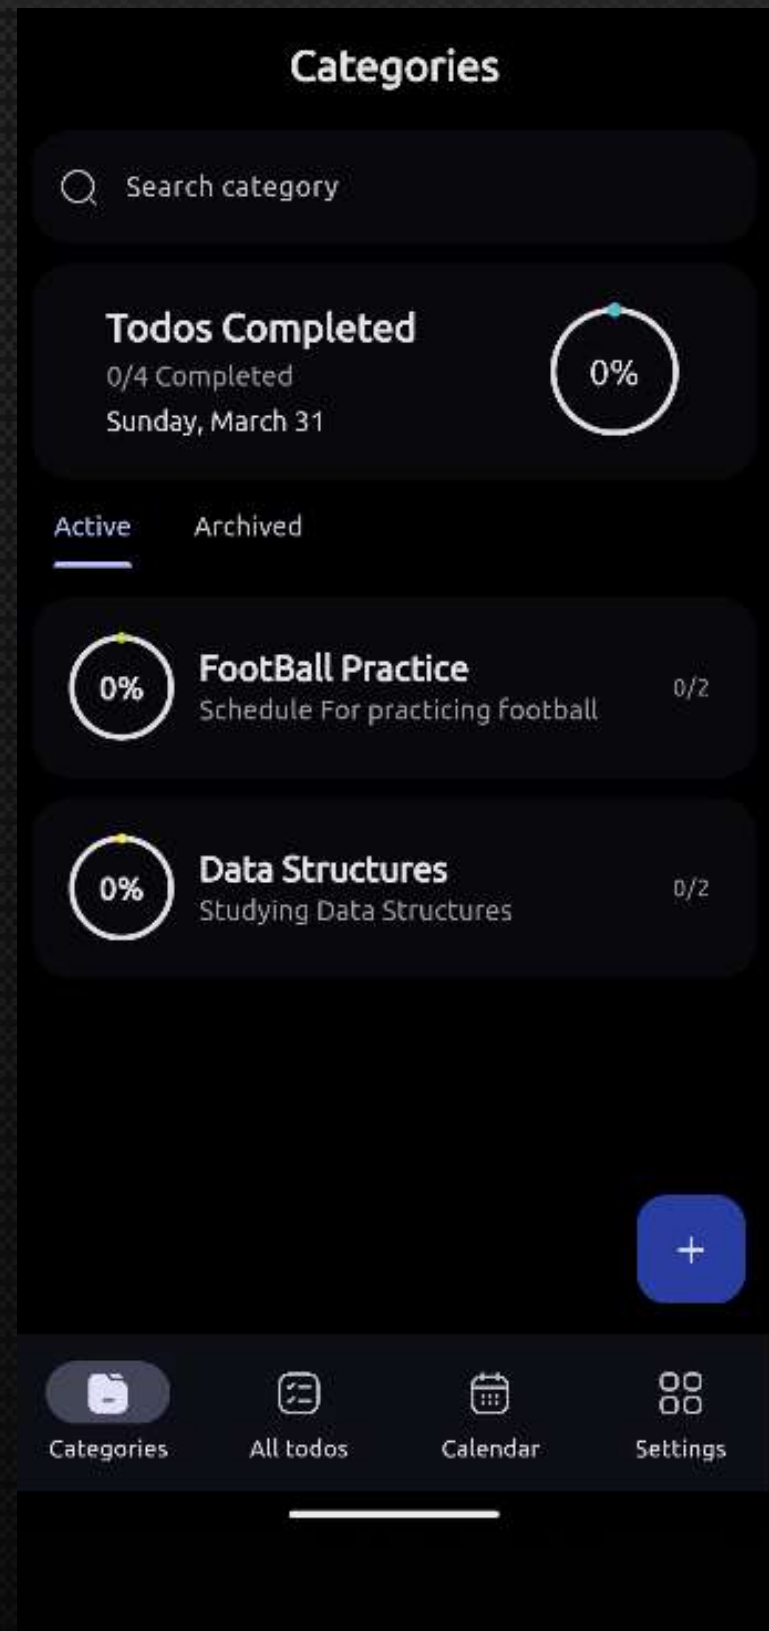 Categories
Search category
Todos Completed
0/4 Completed
Sunday, March 31
0%
Active
Archived
0%
FootBall Practice
Schedule For practicing football
0/2
0%
Data Structures
Studying Data Structures
0/2
+
Categories
All todos
Calendar
Settings